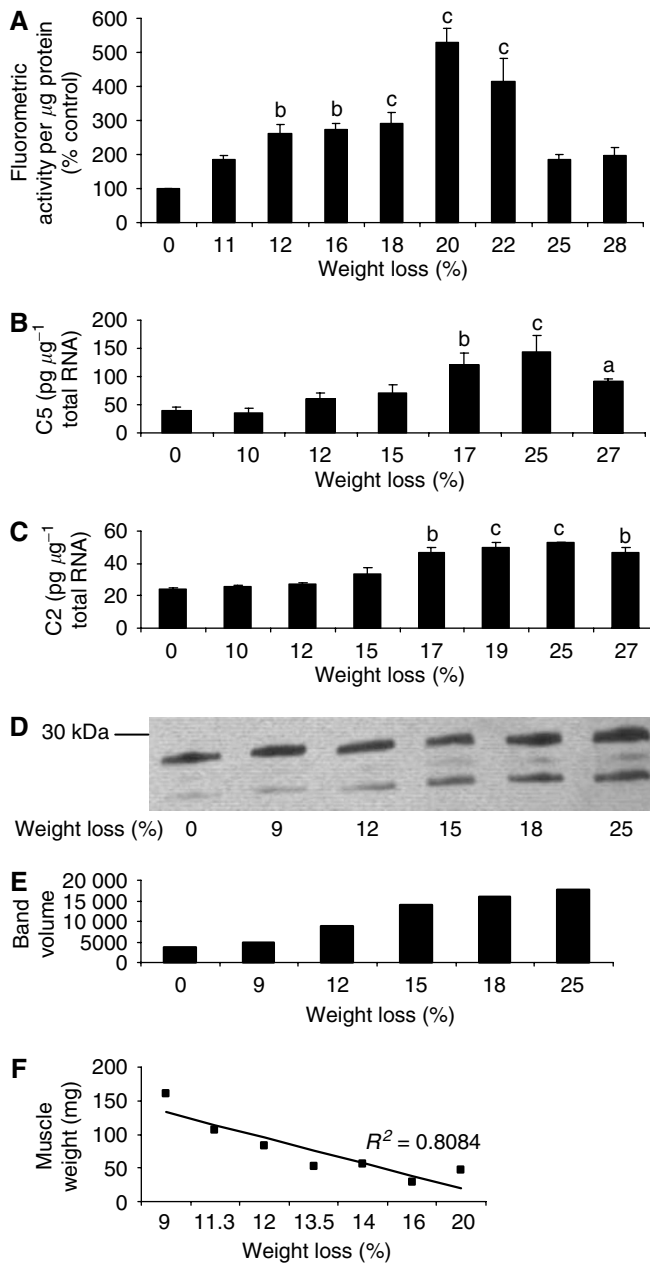 A
Fluorometric
activity per μg protein
(% control)
600
500
400
300
200
100
0
b b c c c
0 11 12 16 18 20 22 25 28
Weight loss (%)
B
C5 (pg μg⁻¹
total RNA)
200
150
100
50
0
b c a
0 10 12 15 17 25 27
Weight loss (%)
C
C2 (pg μg⁻¹
total RNA)
60
40
20
0
b c c b
0 10 12 15 17 19 25 27
Weight loss (%)
D
30 kDa
Weight loss (%) 0 9 12 15 18 25
E
Band
volume
20 000
15 000
10 000
5000
0
0 9 12 15 18 25
Weight loss (%)
F
Muscle
weight (mg)
200
150
100
50
0
R² = 0.8084
9 11.3 12 13.5 14 16 20
Weight loss (%)